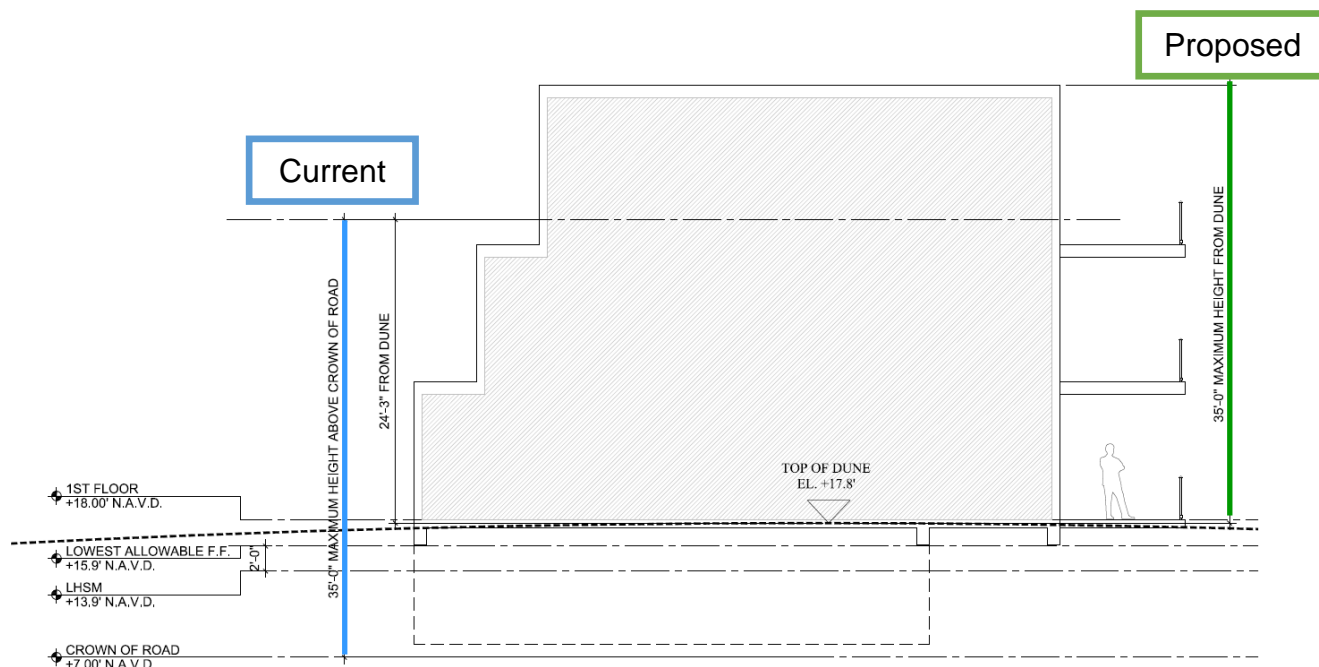 Proposed
Current
35'-0" MAXIMUM HEIGHT ABOVE CROWN OF ROAD
24'-3" FROM DUNE
35'-0" MAXIMUM HEIGHT FROM DUNE
TOP OF DUNE
EL. +17.8'
1ST FLOOR
+18.00' N.A.V.D.
LOWEST ALLOWABLE F.F.
+15.9' N.A.V.D.
2'-0"
LHSM
+13.9' N.A.V.D.
CROWN OF ROAD
+7.00' N.A.V.D.